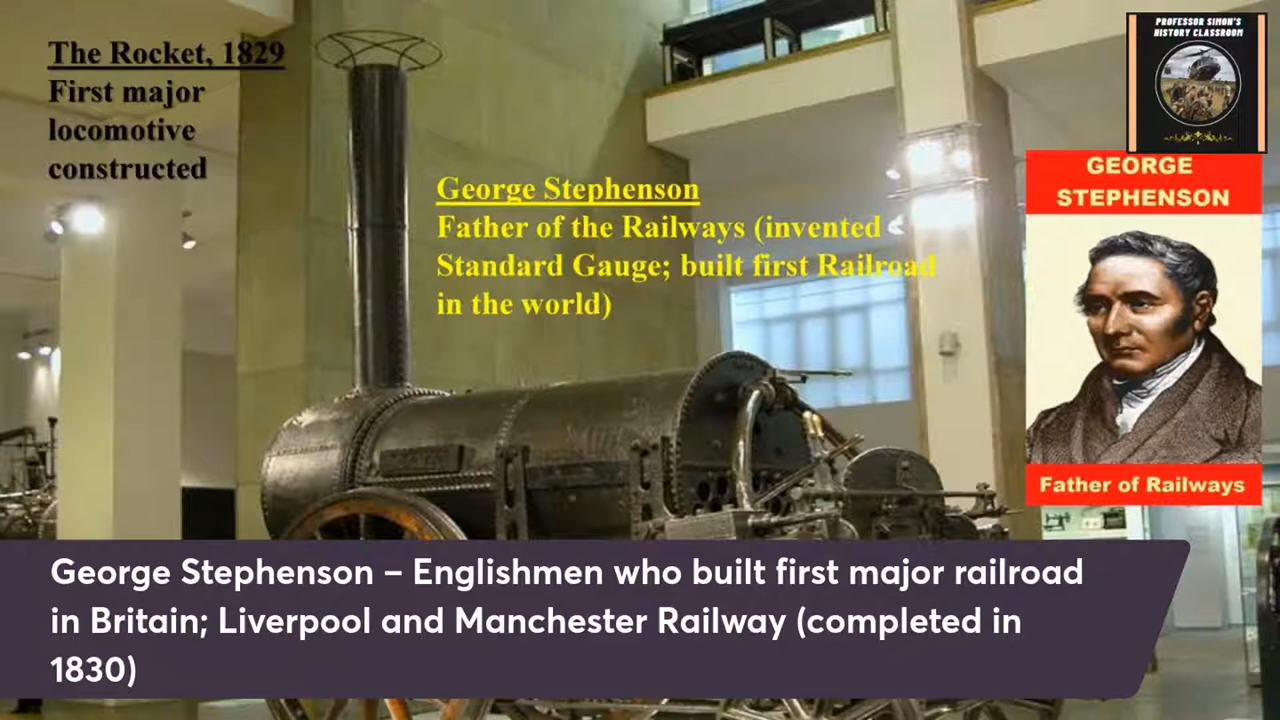 The Rocket, 1829
First major
locomotive
constructed
George Stephenson
Father of the Railways (invented
Standard Gauge; built first Railroad
in the world)
PROFESSOR SIMON'S
HISTORY CLASSROOM
GEORGE
STEPHENSON
Father of Railways
George Stephenson – Englishmen who built first major railroad
in Britain; Liverpool and Manchester Railway (completed in
1830)